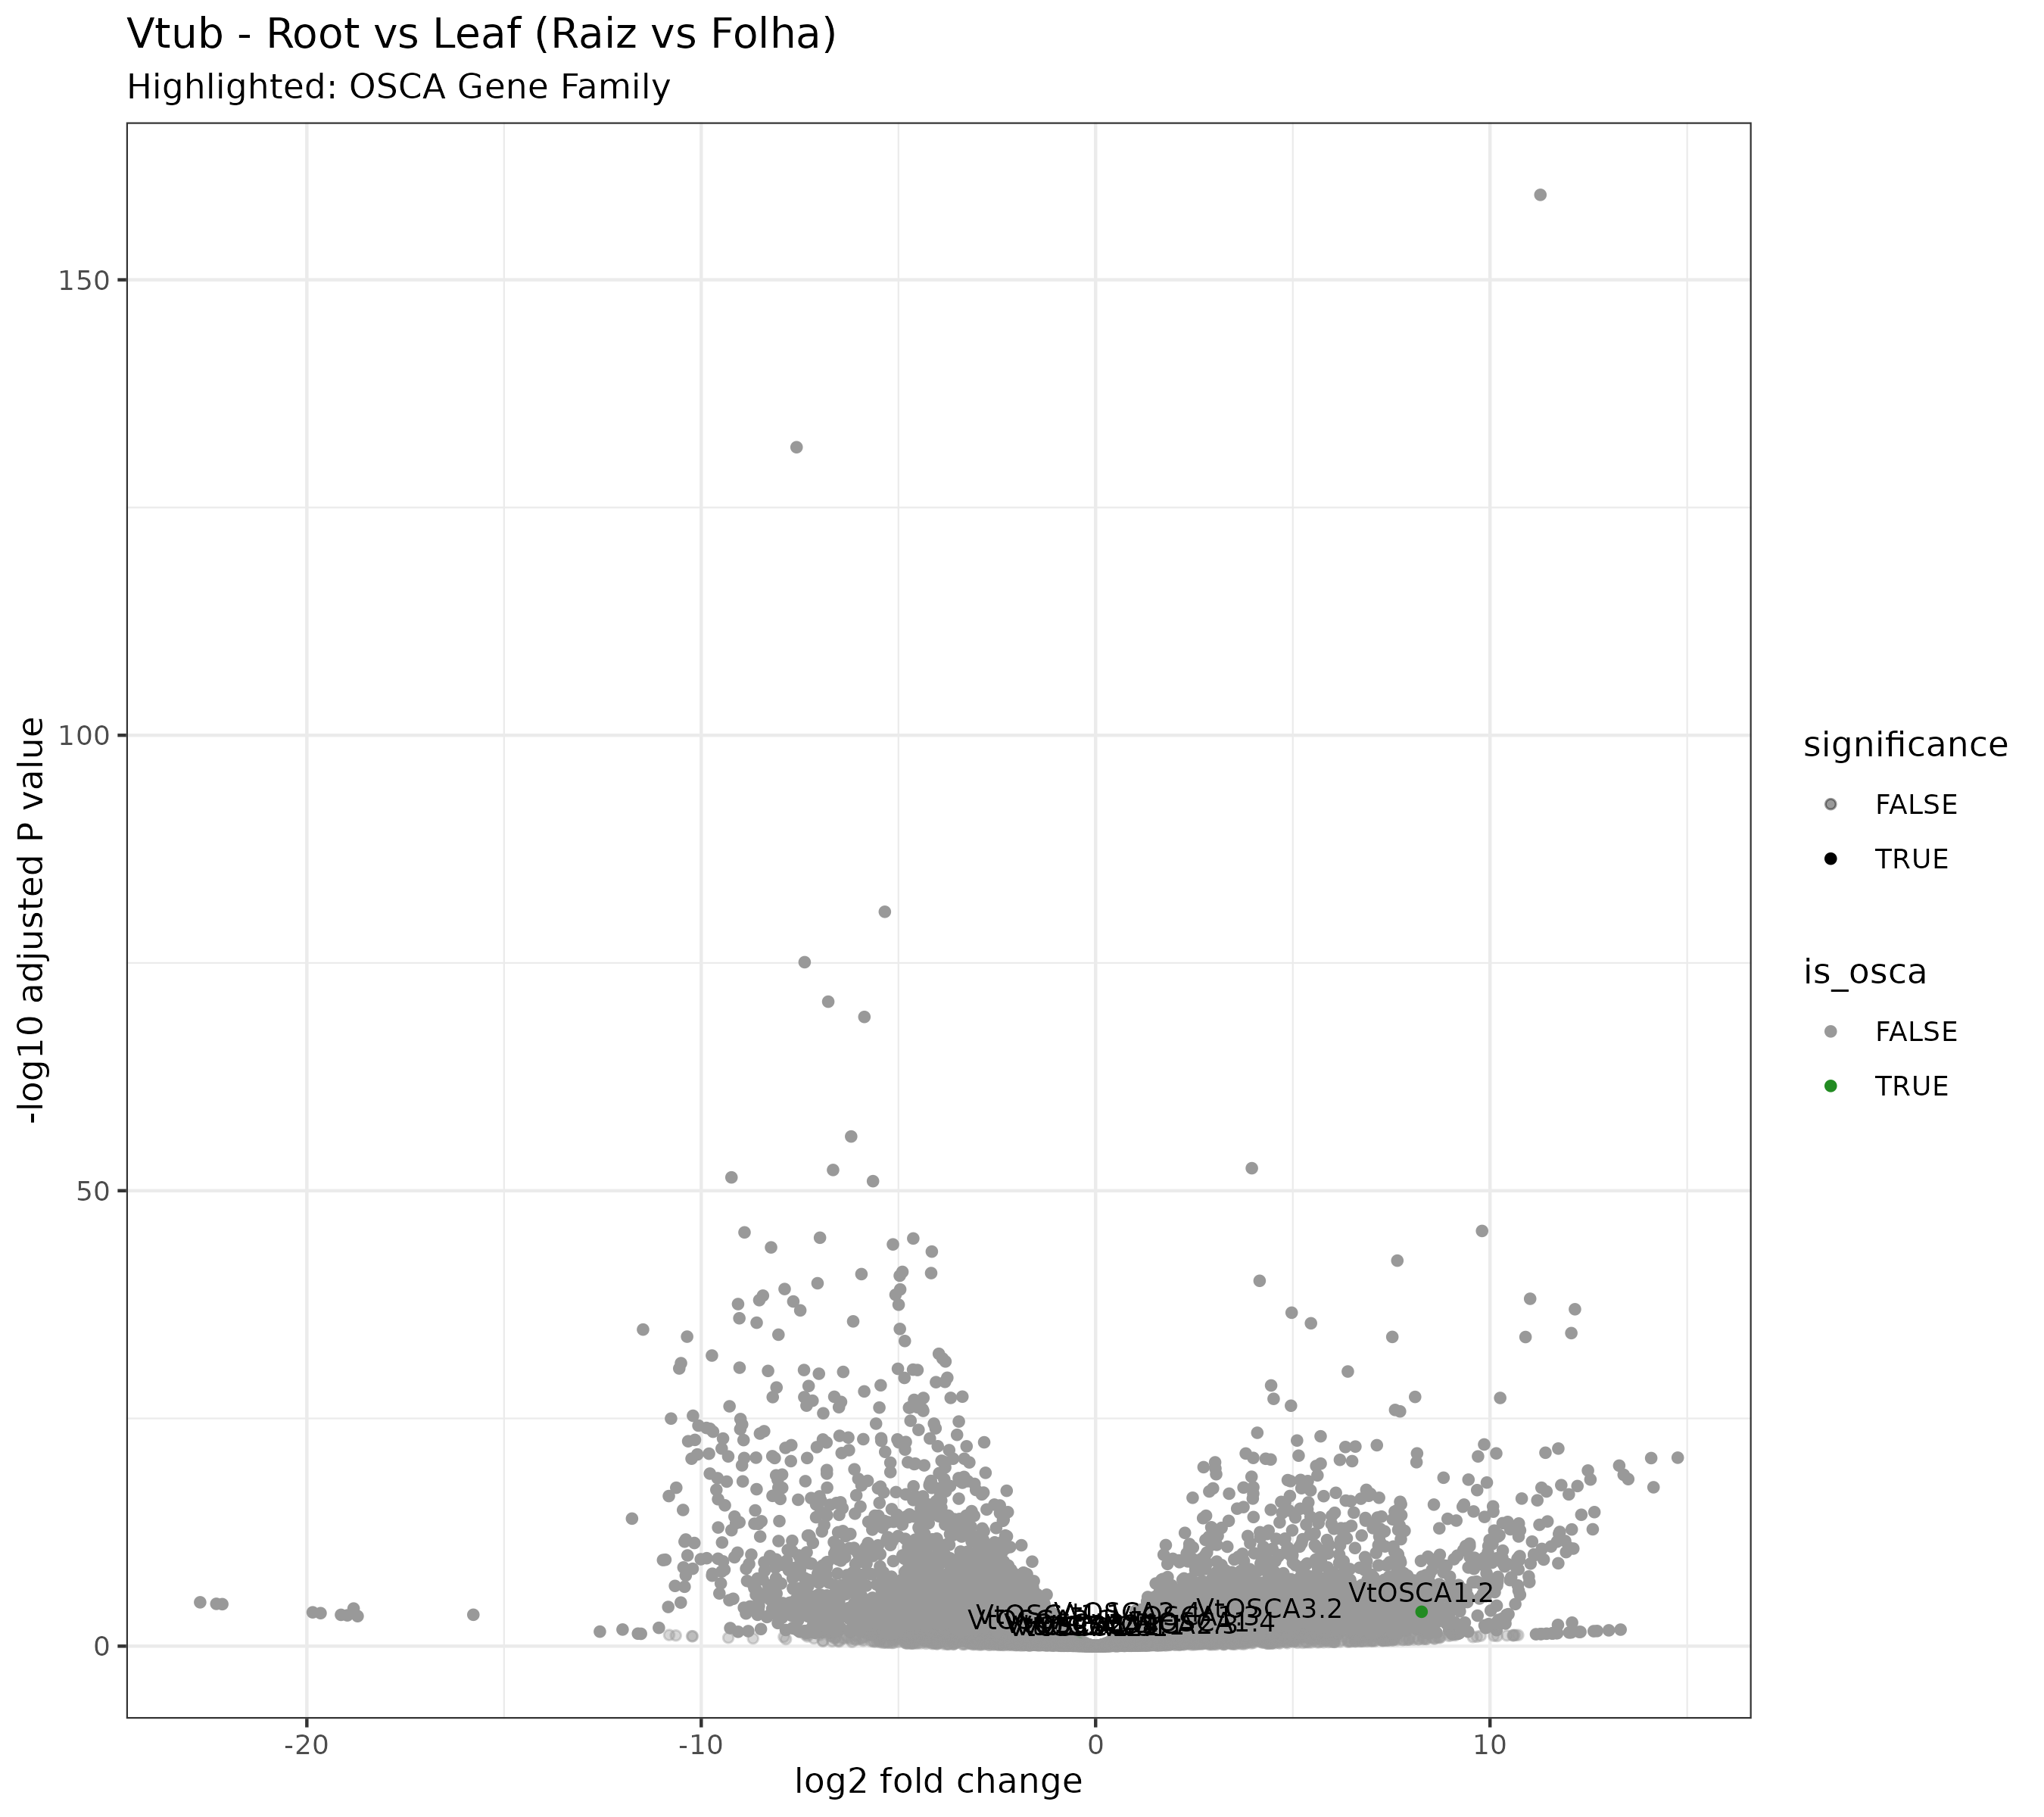 Vtub - Root vs Leaf (Raiz vs Folha)
Highlighted: OSCA Gene Family
-log10 adjusted P value
150
100
50
0
VtOSCA1.2
VtOSCA3.2
-20
-10
0
10
log2 fold change
significance
FALSE
TRUE
is_osca
FALSE
TRUE